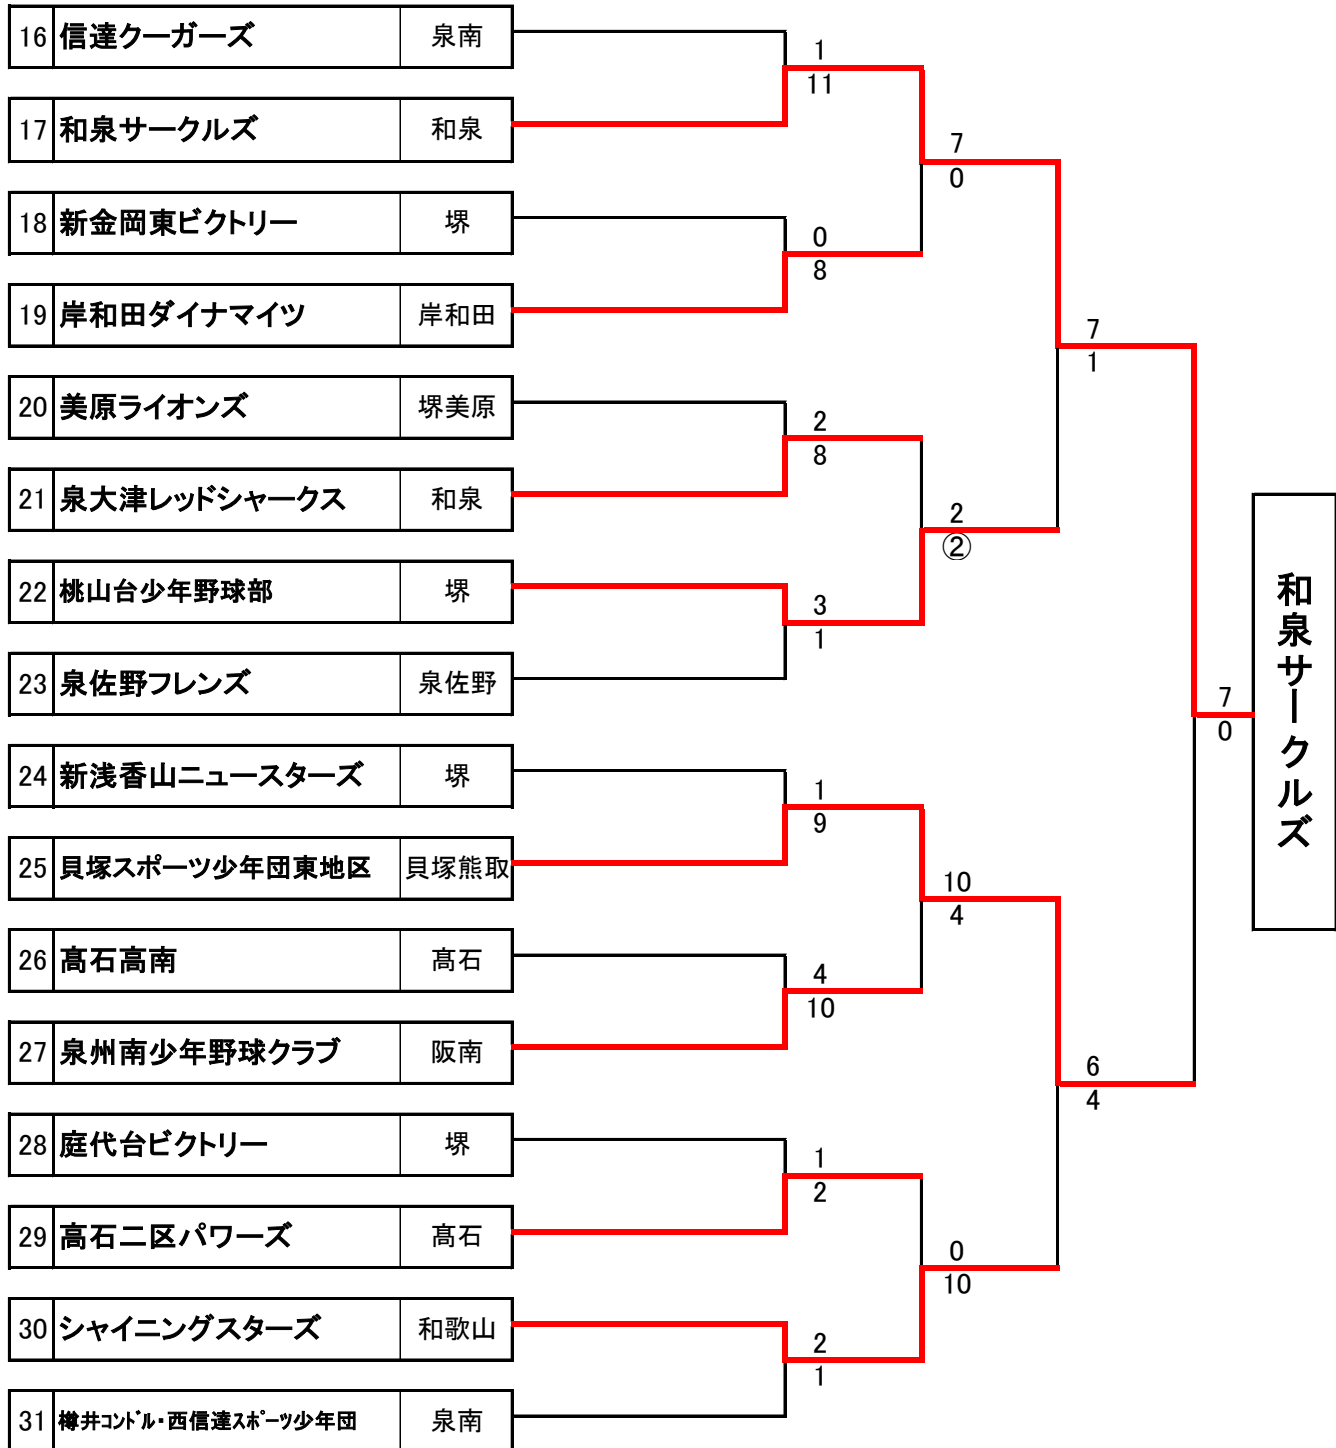 16 信達クーガーズ 泉南
1
11
17 和泉サークルズ 和泉
7
0
18 新金岡東ビクトリー 堺
0
8
19 岸和田ダイナマイツ 岸和田
7
1
20 美原ライオンズ 堺美原
2
8
21 泉大津レッドシャークス 和泉
2
②
22 桃山台少年野球部 堺
3
1
23 泉佐野フレンズ 泉佐野
7
0
和泉サークルズ
24 新浅香山ニュースターズ 堺
1
9
25 貝塚スポーツ少年団東地区 貝塚熊取
10
4
26 髙石高南 髙石
4
10
27 泉州南少年野球クラブ 阪南
6
4
28 庭代台ビクトリー 堺
1
2
29 高石二区パワーズ 髙石
0
10
30 シャイニングスターズ 和歌山
2
1
31 樽井コンドル・西信達スポーツ少年団 泉南